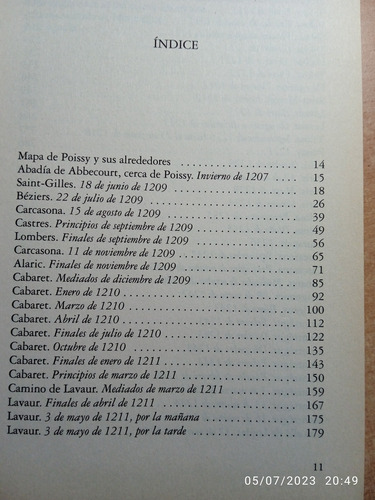 ÍNDICE
Mapa de Poissy y sus alrededores .......................... 14
Abadía de Abbecourt, cerca de Poissy. Invierno de 1207 ..... 15
Saint-Gilles. 18 de junio de 1209 .......................... 18
Béziers. 22 de julio de 1209 .............................. 26
Carcasona. 15 de agosto de 1209 ........................... 39
Castres. Principios de septiembre de 1209 .................. 49
Lombers. Finales de septiembre de 1209 .................... 56
Carcasona. 11 de noviembre de 1209 ........................ 65
Alaric. Finales de noviembre de 1209 ...................... 71
Cabaret. Mediados de diciembre de 1209 .................... 85
Cabaret. Enero de 1210 .................................... 92
Cabaret. Marzo de 1210 .................................... 100
Cabaret. Abril de 1210 .................................... 112
Cabaret. Finales de julio de 1210 ......................... 122
Cabaret. Octubre de 1210 .................................. 135
Cabaret. Finales de enero de 1211 ......................... 143
Cabaret. Principios de marzo de 1211 ...................... 150
Camino de Lavaur. Mediados de marzo de 1211 ............... 159
Lavaur. Finales de abril de 1211 .......................... 167
Lavaur. 3 de mayo de 1211, por la mañana .................. 175
Lavaur. 3 de mayo de 1211, por la tarde ................... 179
11
05/07/2023 20:49